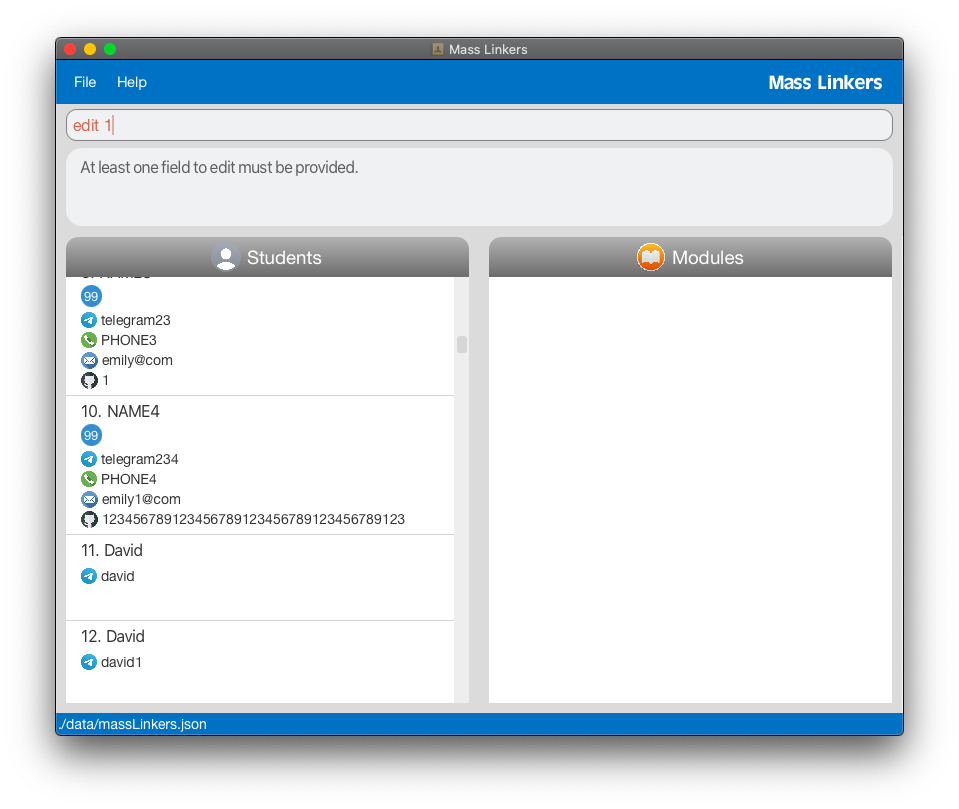 Mass Linkers
File Help Mass Linkers
edit 1
At least one field to edit must be provided.
Students
99
telegram23
PHONE3
emily@com
1
10. NAME4
99
telegram234
PHONE4
emily1@com
123456789123456789123456789123456789123
11. David
david
12. David
david1
Modules
./data/massLinkers.json